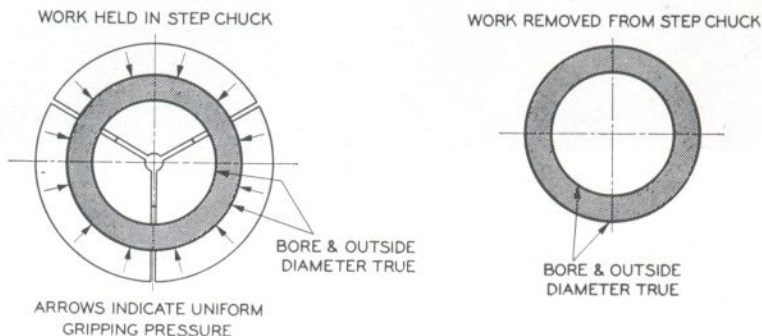 WORK HELD IN STEP CHUCK
BORE & OUTSIDE
DIAMETER TRUE
ARROWS INDICATE UNIFORM
GRIPPING PRESSURE
WORK REMOVED FROM STEP CHUCK
BORE & OUTSIDE
DIAMETER TRUE